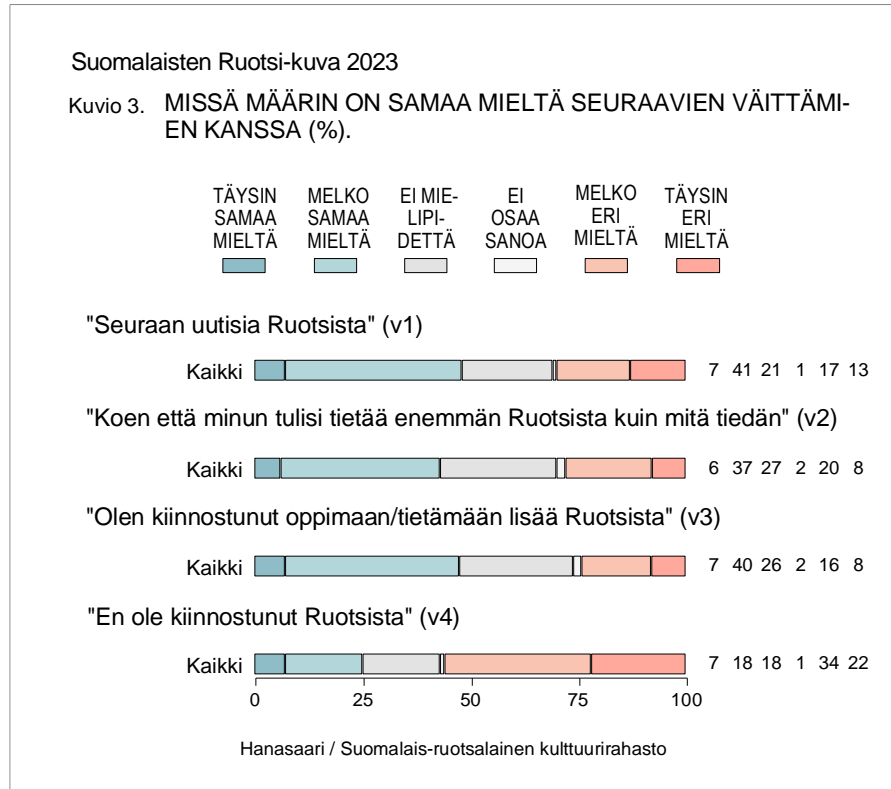 Suomalaisten Ruotsi-kuva 2023
Kuvio 3. MISSÄ MÄÄRIN ON SAMAA MIELTÄ SEURAAVIEN VÄITTÄMI-
EN KANSSA (%).
TÄYSIN SAMAA MIELTÄ
MELKO SAMAA MIELTÄ
EI MIE-LIPI-DETTÄ
EI OSAA SANOA
MELKO ERI MIELTÄ
TÄYSIN ERI MIELTÄ
"Seuraan uutisia Ruotsista" (v1)
Kaikki 7 41 21 1 17 13
"Koen että minun tulisi tietää enemmän Ruotsista kuin mitä tiedän" (v2)
Kaikki 6 37 27 2 20 8
"Olen kiinnostunut oppimaan/tietämään lisää Ruotsista" (v3)
Kaikki 7 40 26 2 16 8
"En ole kiinnostunut Ruotsista" (v4)
Kaikki 7 18 18 1 34 22
0 25 50 75 100
Hanasaari / Suomalais-ruotsalainen kulttuurirahasto